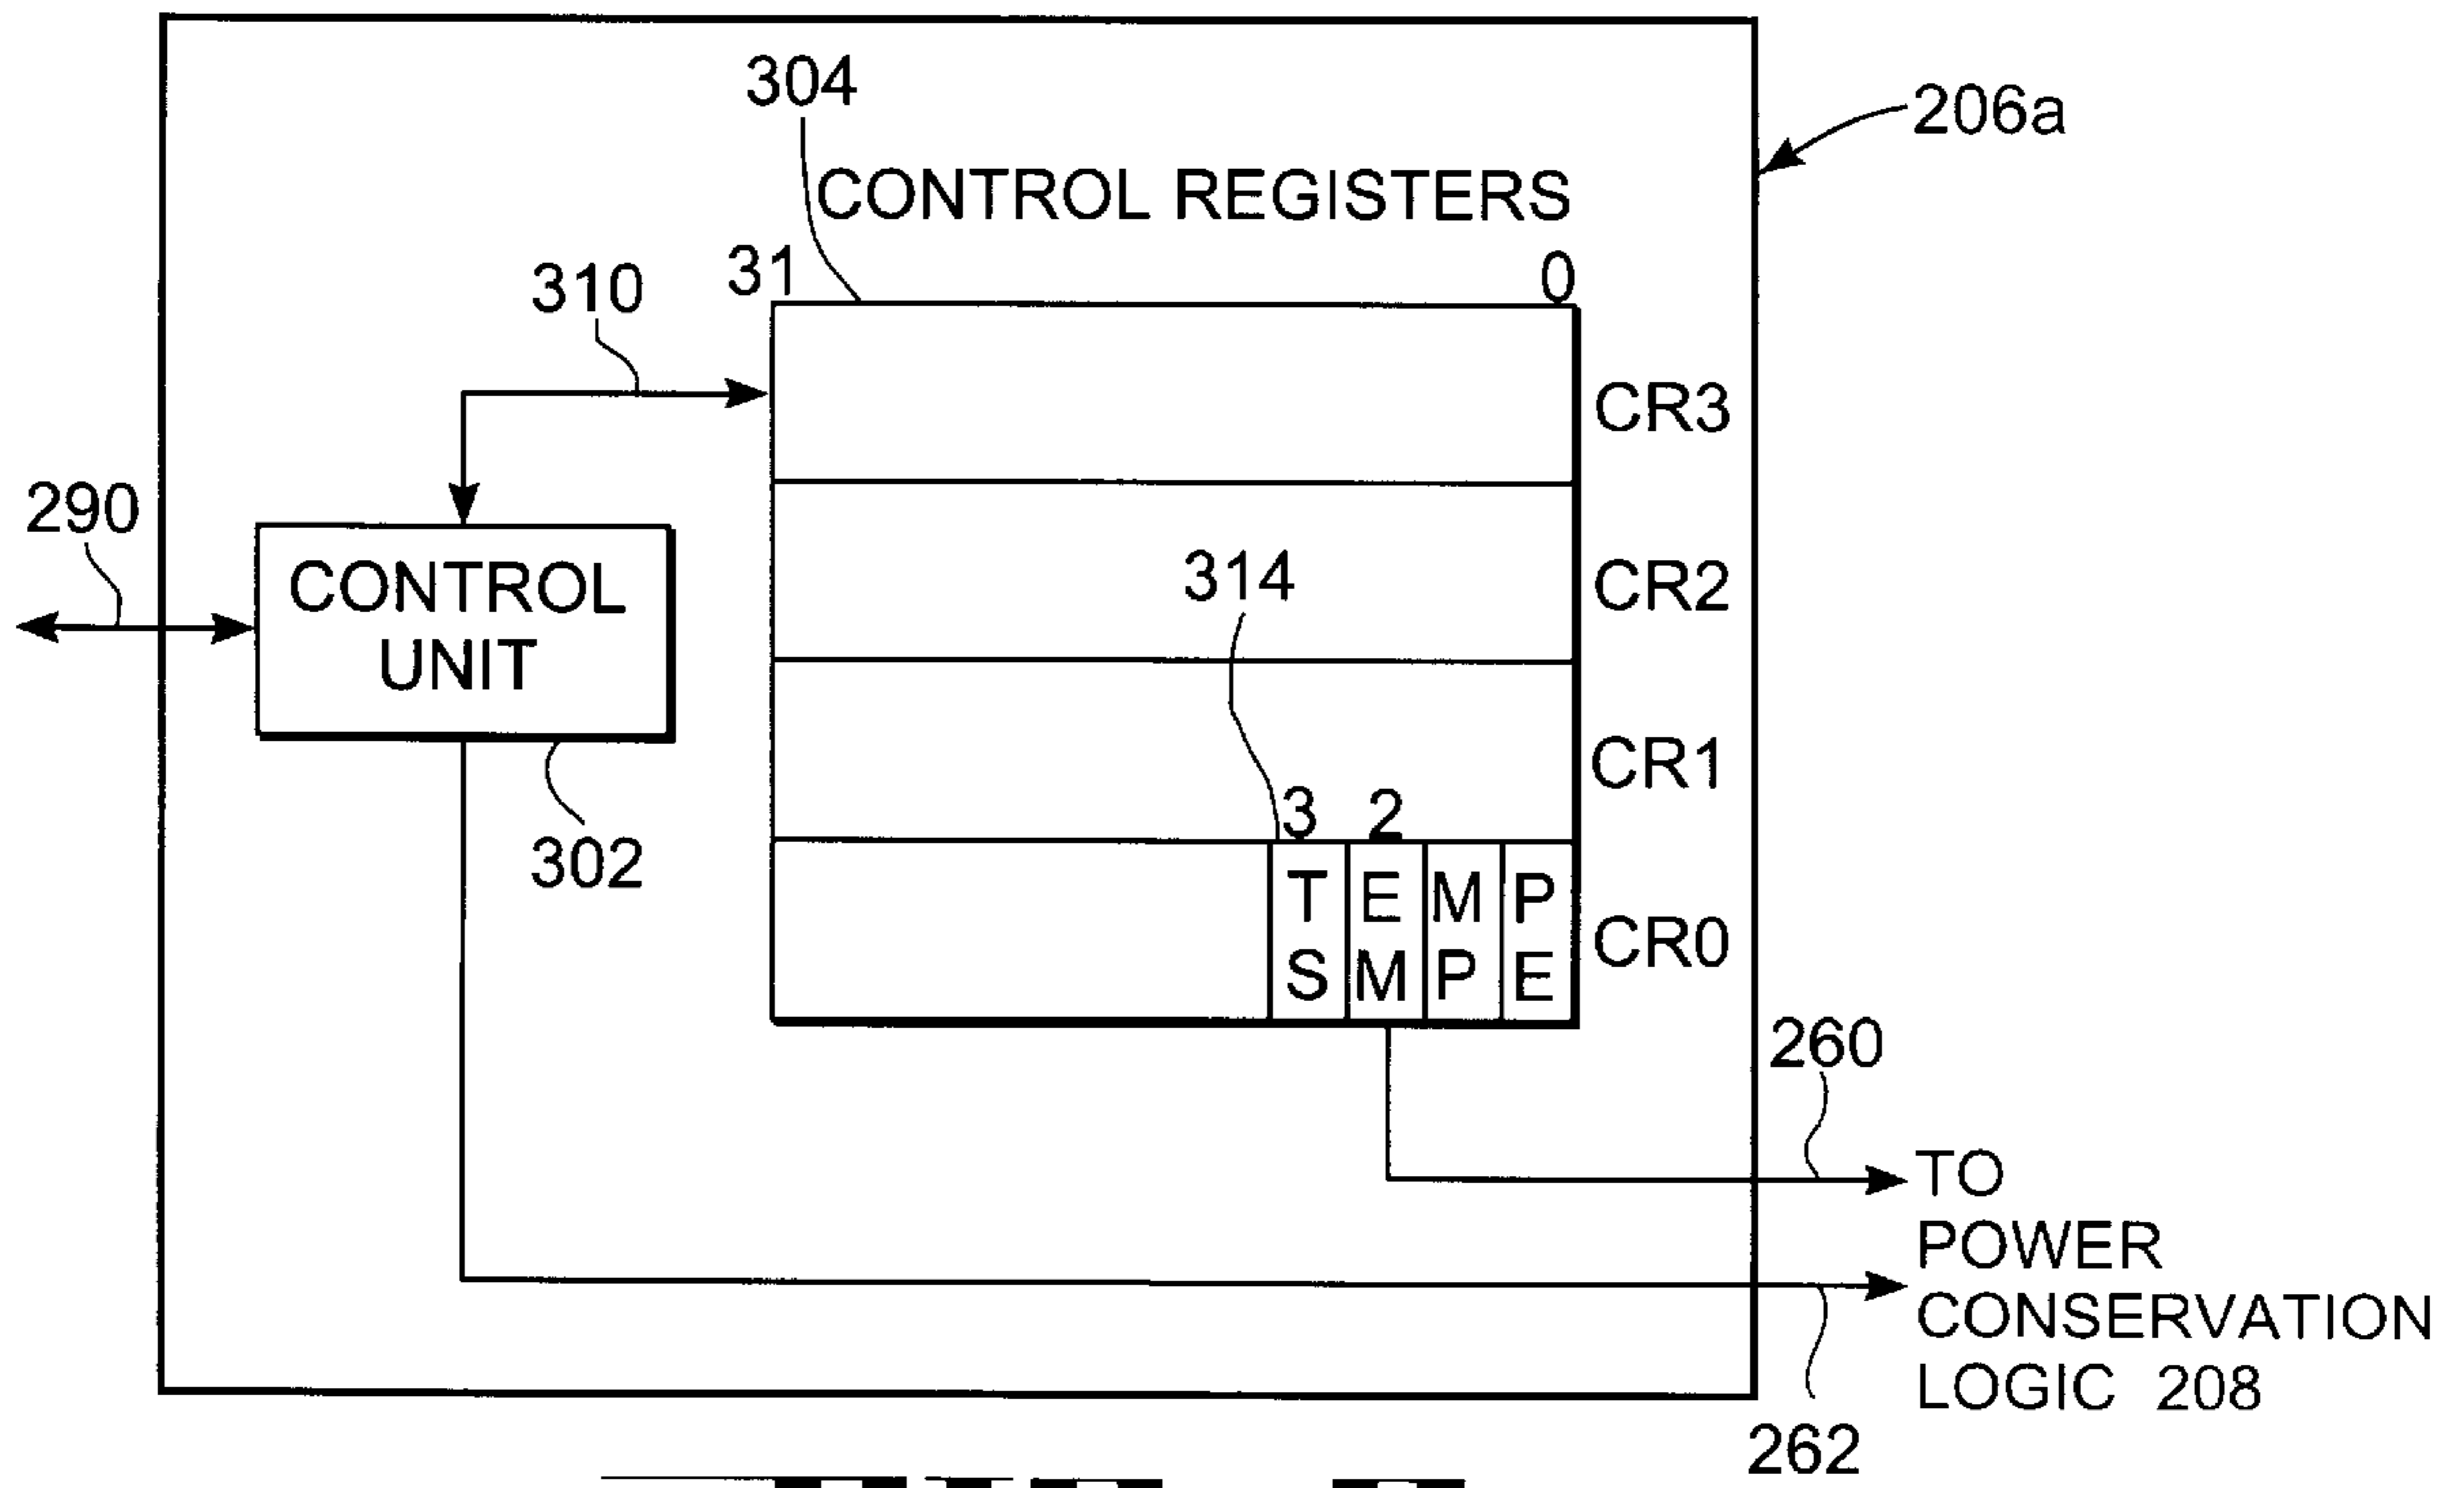 304
206a
CONTROL REGISTERS
31 0
310
CR3
290
CONTROL
UNIT
314
CR2
CR1
3 2
302
T E M P
S M P E
CR0
260
TO
POWER
CONSERVATION
LOGIC 208
262